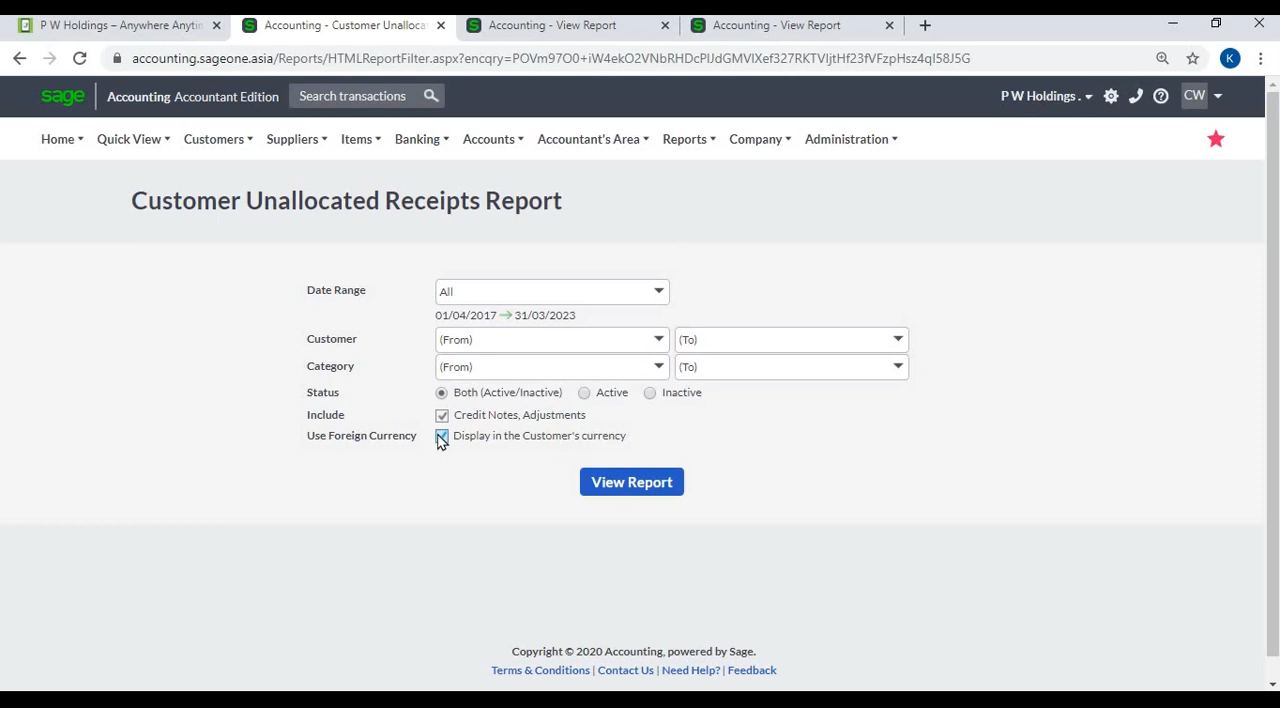 P W Holdings – Anywhere Anytin
Accounting - Customer Unalloca
Accounting - View Report
Accounting - View Report
accounting.sageone.asia/Reports/HTMLReportFilter.aspx?encqry=POVm97O0+iW4ekO2VNbRHDcPIJdGMVlXef327RKTVIjtHf23fVFzpHsz4ql58J5G
K
sage Accounting Accountant Edition Search transactions P W Holdings . CW
Home Quick View Customers Suppliers Items Banking Accounts Accountant's Area Reports Company Administration
Customer Unallocated Receipts Report
Date Range All
01/04/2017 → 31/03/2023
Customer (From) (To)
Category (From) (To)
Status Both (Active/Inactive) Active Inactive
Include Credit Notes, Adjustments
Use Foreign Currency Display in the Customer's currency
View Report
Copyright © 2020 Accounting, powered by Sage.
Terms & Conditions | Contact Us | Need Help? | Feedback